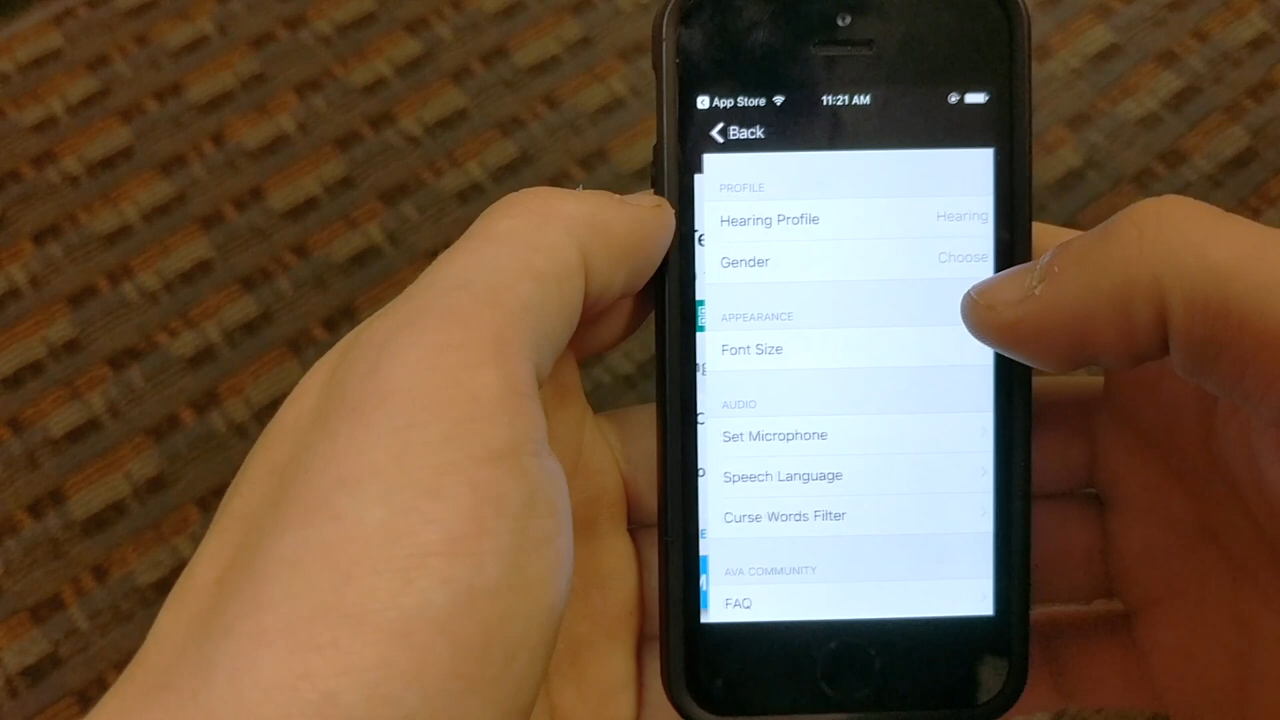 App Store 11:21 AM
Back
PROFILE
Hearing Profile Hearing
Gender Choose
APPEARANCE
Font Size
AUDIO
Set Microphone
Speech Language
Curse Words Filter
AVA COMMUNITY
FAQ